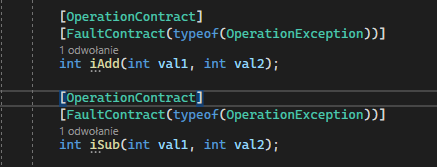 [OperationContract]
[FaultContract(typeof(OperationException))]
1 odwołanie
int iAdd(int val1, int val2);
[OperationContract]
[FaultContract(typeof(OperationException))]
1 odwołanie
int iSub(int val1, int val2);